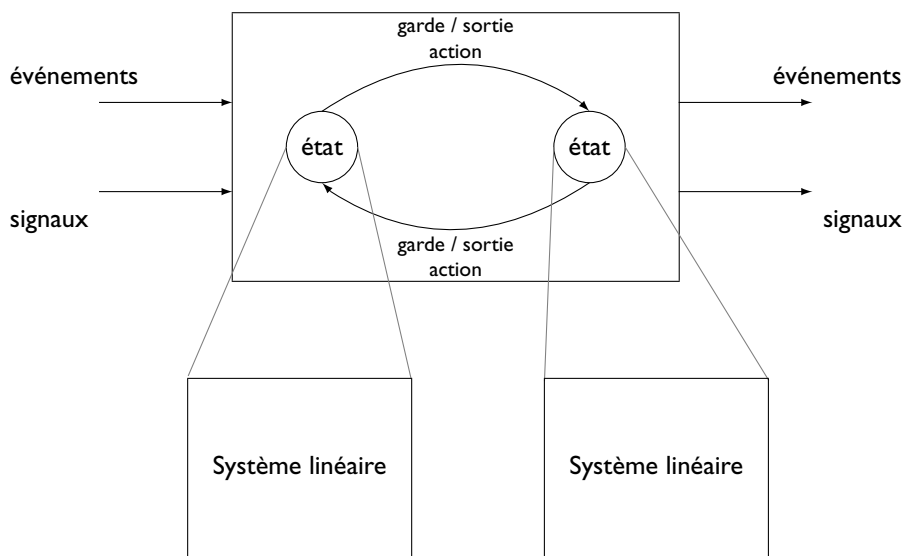 garde / sortie
action
événements
événements
état
état
signaux
signaux
garde / sortie
action
Système linéaire
Système linéaire